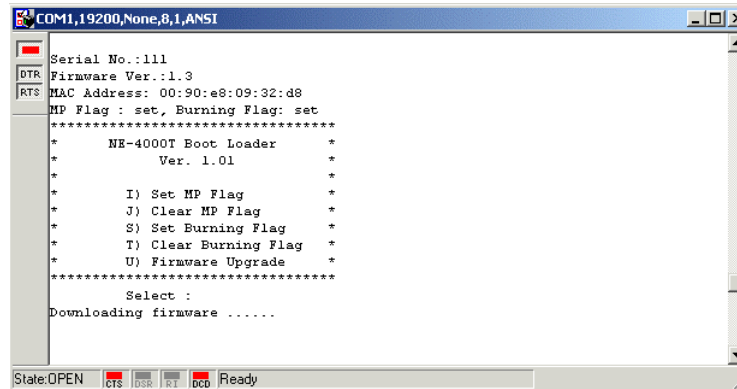 COM1,19200,None,8,1,ANSI
Serial No.:111
DTR
Firmware Ver.:1.3
RTS
MAC Address: 00:90:e8:09:32:d8
MP Flag : set, Burning Flag: set
**********************************
* NE-4000T Boot Loader *
* Ver. 1.01 *
* *
* I) Set MP Flag *
* J) Clear MP Flag *
* S) Set Burning Flag *
* T) Clear Burning Flag *
* U) Firmware Upgrade *
**********************************
Select :
Downloading firmware ......
State:OPEN CTS DSR RI DCD Ready